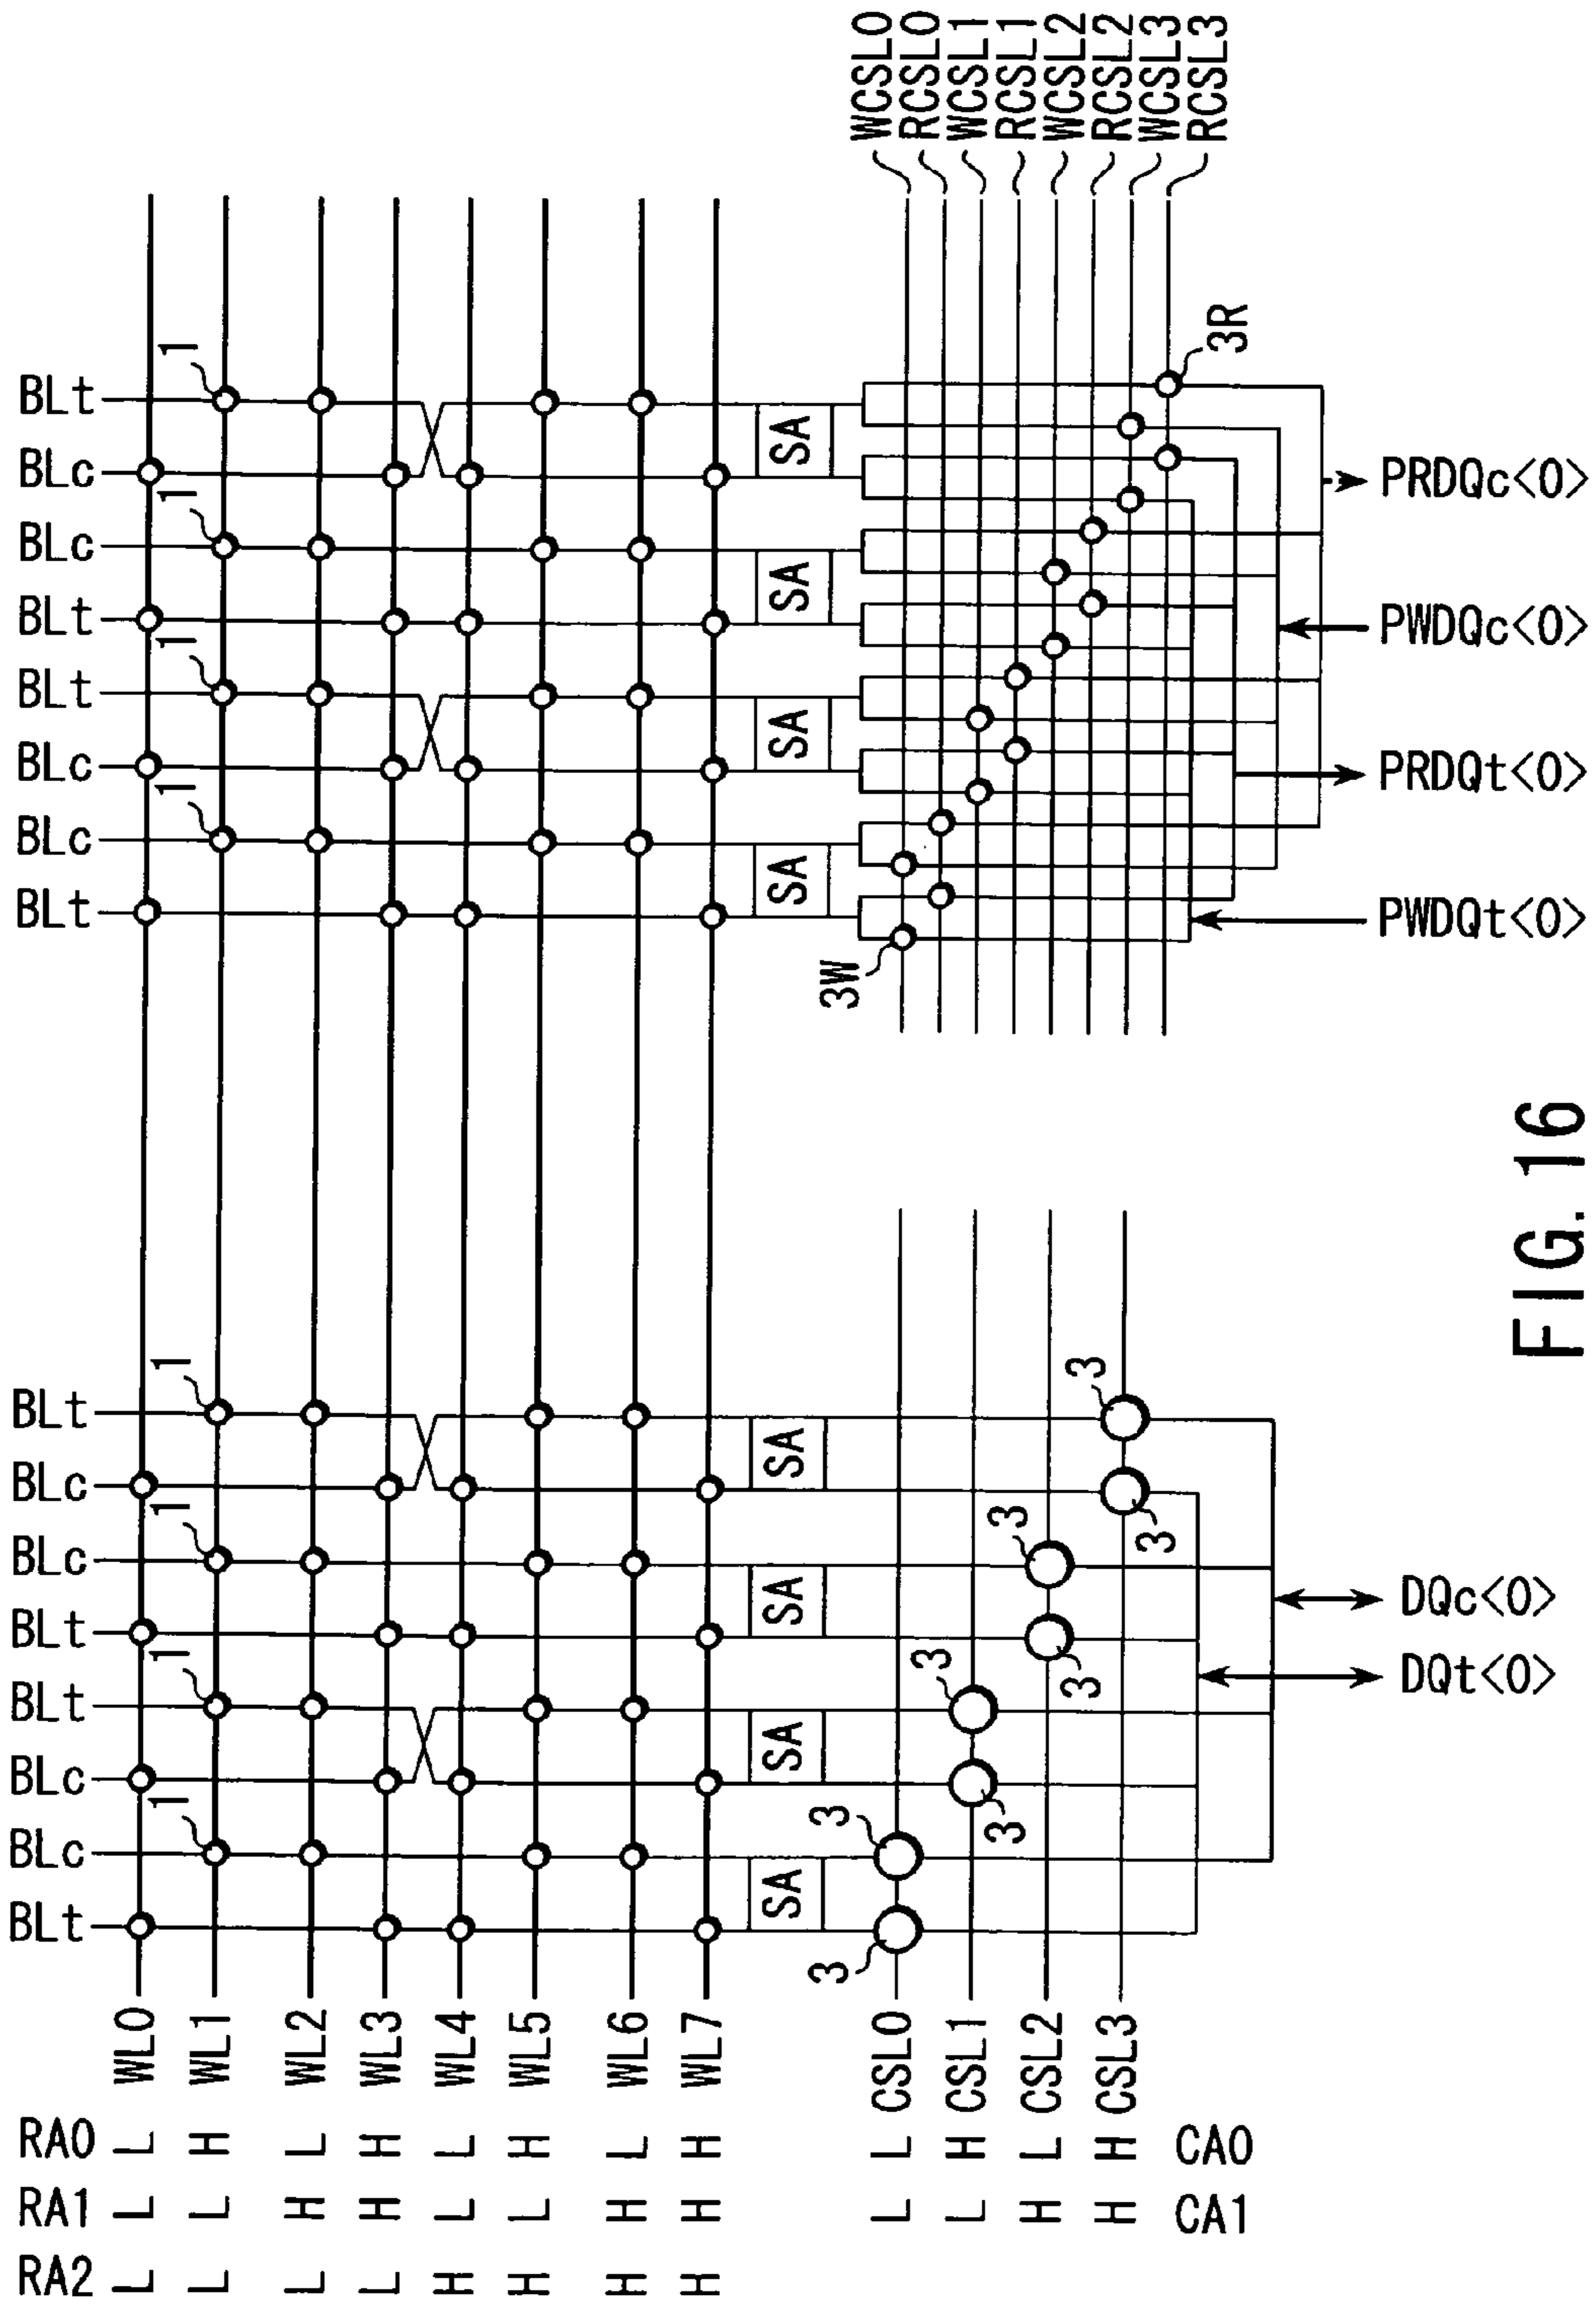 WCSL0
RCSL0
WCSL1
RCSL1
WCSL2
RCSL2
WCSL3
RCSL3
BLt
BLc
BLc
BLt
BLt
BLc
BLc
BLt
1
1
1
1
SA
SA
SA
SA
3R
3W
PRDQc<0>
PWDQc<0>
PRDQt<0>
PWDQt<0>
BLt
BLc
BLc
BLt
BLt
BLc
BLc
BLt
1
1
1
1
SA
SA
SA
SA
3
3
3
3
3
3
3
3
DQc<0>
DQt<0>
WL0
WL1
WL2
WL3
WL4
WL5
WL6
WL7
CSL0
CSL1
CSL2
CSL3
RA0 L H L H L H L H L H L H CA0
RA1 L L H H L L H H L L H H CA1
RA2 L L L L H H H H
FIG. 16